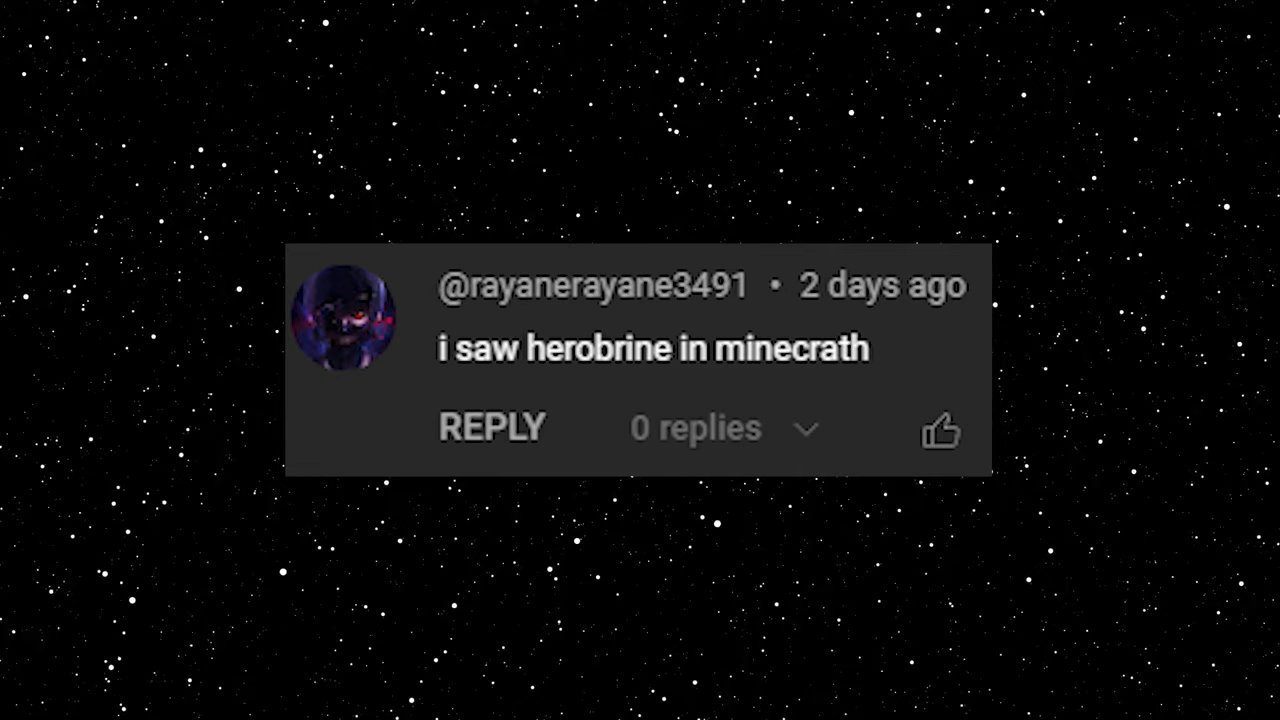 @rayanerayane3491 • 2 days ago
i saw herobrine in minecrath
REPLY 0 replies